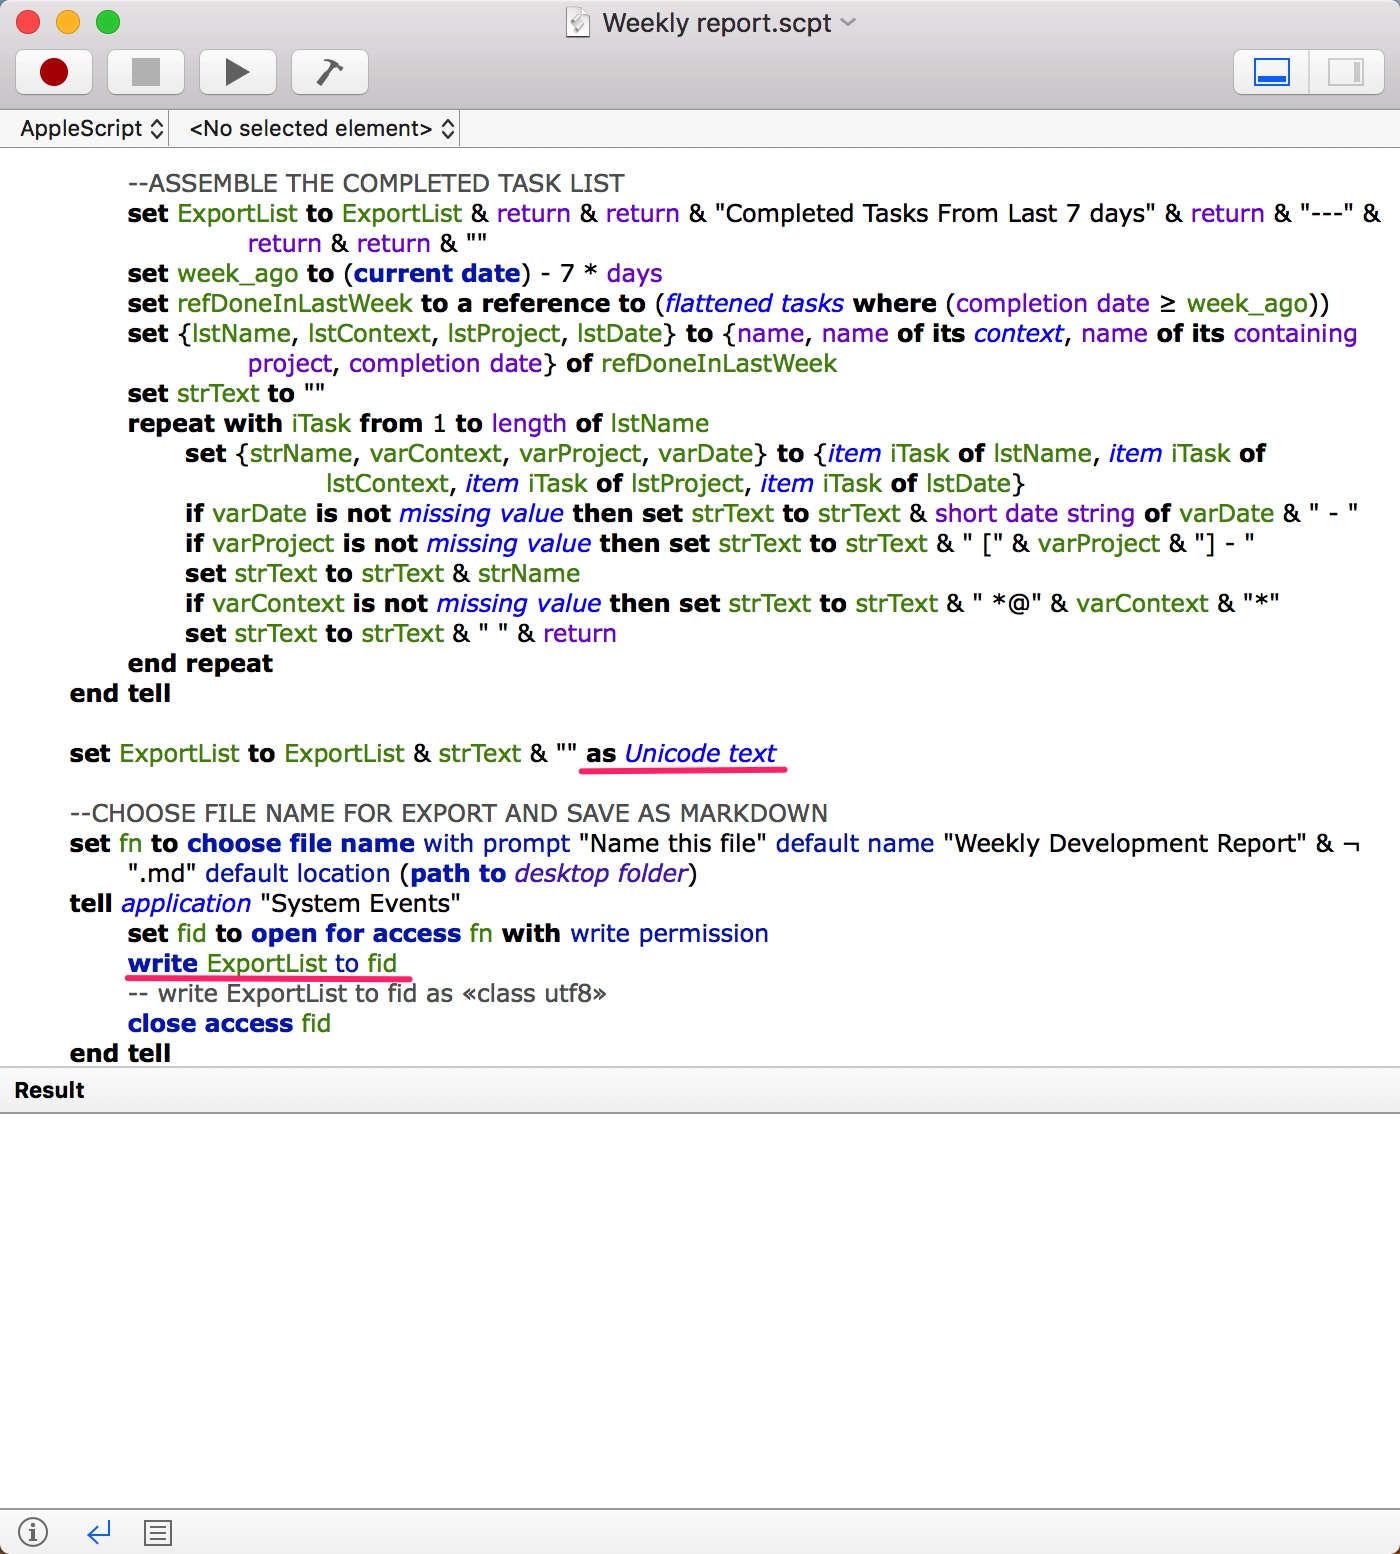 Weekly report.scpt
AppleScript <No selected element>
--ASSEMBLE THE COMPLETED TASK LIST
set ExportList to ExportList & return & return & "Completed Tasks From Last 7 days" & return & "---" &
return & return & ""
set week_ago to (current date) - 7 * days
set refDoneInLastWeek to a reference to (flattened tasks where (completion date ≥ week_ago))
set {lstName, lstContext, lstProject, lstDate} to {name, name of its context, name of its containing
project, completion date} of refDoneInLastWeek
set strText to ""
repeat with iTask from 1 to length of lstName
set {strName, varContext, varProject, varDate} to {item iTask of lstName, item iTask of
lstContext, item iTask of lstProject, item iTask of lstDate}
if varDate is not missing value then set strText to strText & short date string of varDate & " - "
if varProject is not missing value then set strText to strText & " [" & varProject & "] - "
set strText to strText & strName
if varContext is not missing value then set strText to strText & " *@" & varContext & "*"
set strText to strText & " " & return
end repeat
end tell
set ExportList to ExportList & strText & "" as Unicode text
--CHOOSE FILE NAME FOR EXPORT AND SAVE AS MARKDOWN
set fn to choose file name with prompt "Name this file" default name "Weekly Development Report" & ¬
".md" default location (path to desktop folder)
tell application "System Events"
set fid to open for access fn with write permission
write ExportList to fid
-- write ExportList to fid as «class utf8»
close access fid
end tell
Result